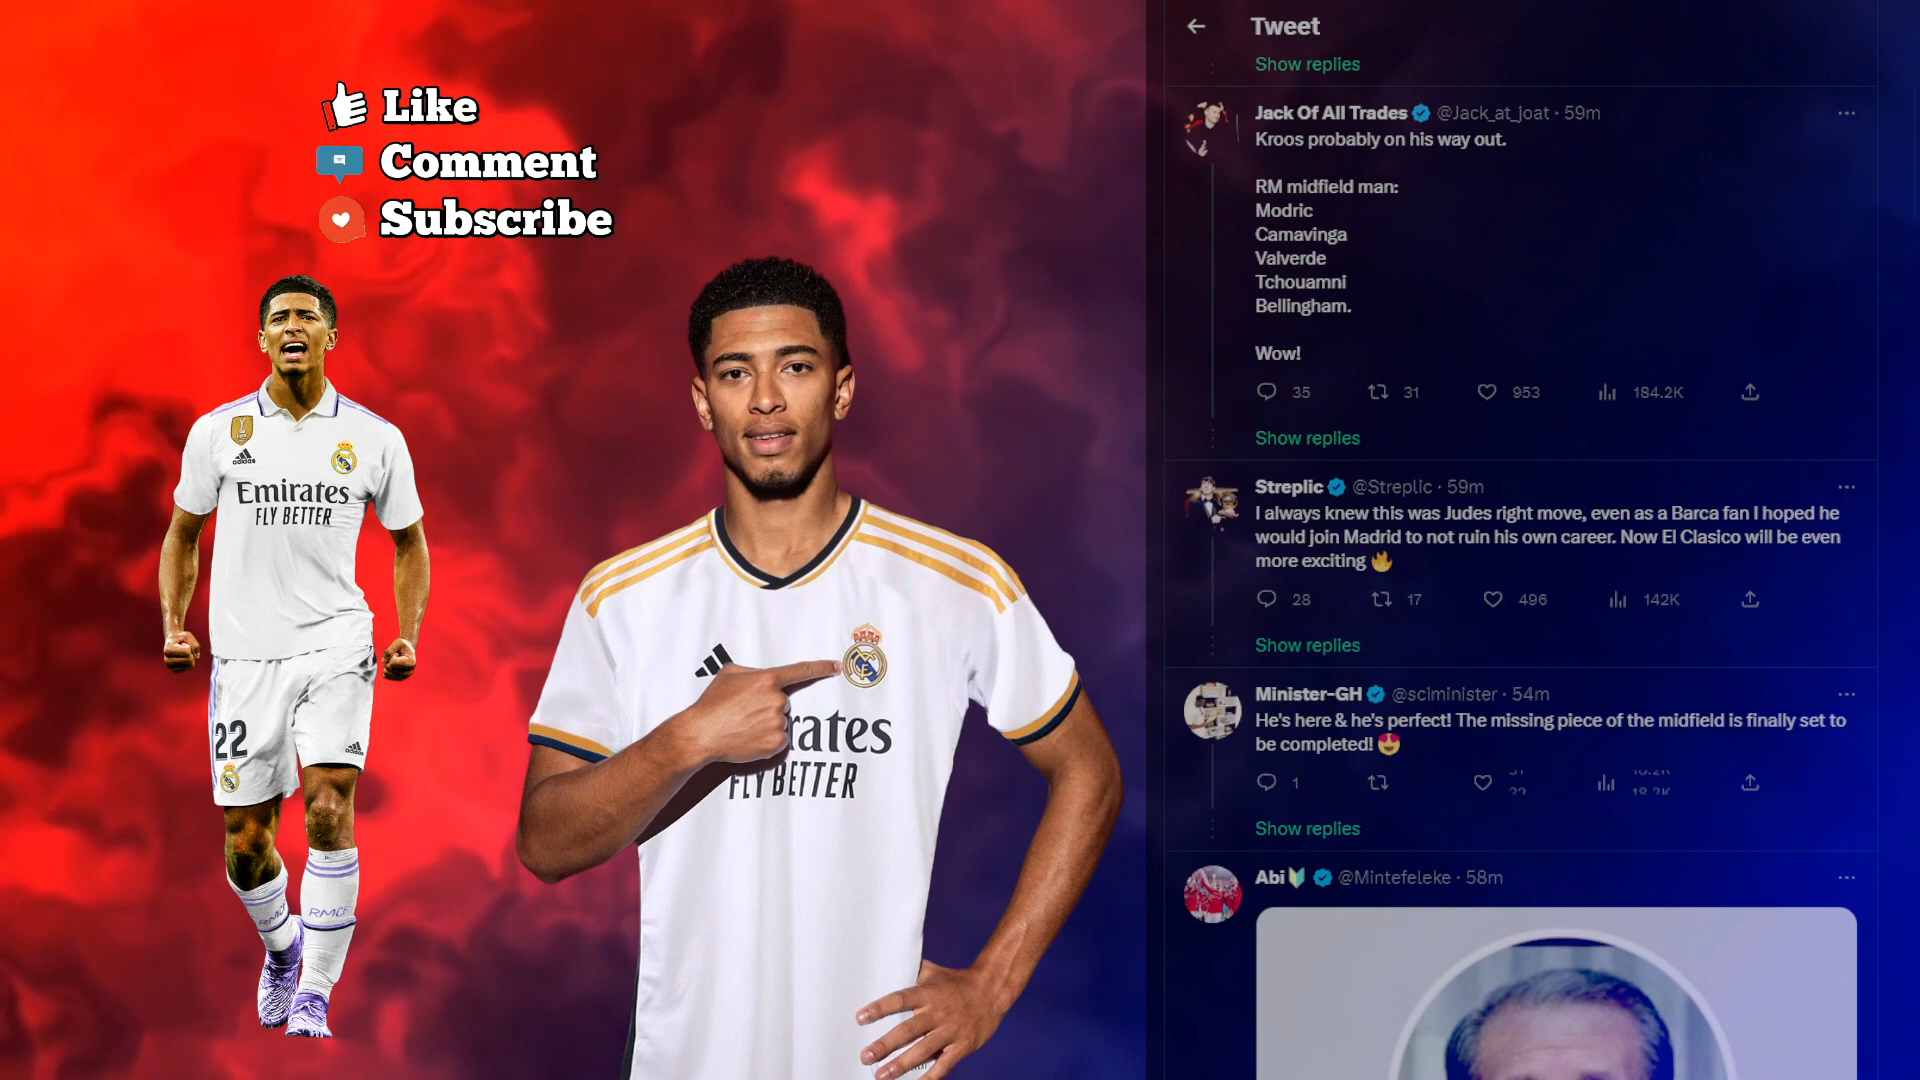 Like
Comment
Subscribe
adidas
Emirates
FLY BETTER
22
adidas
RMCF
RMCF
rates
FLY BETTER
Tweet
Show replies
Jack Of All Trades @Jack_at_joat · 59m
Kroos probably on his way out.
RM midfield man:
Modric
Camavinga
Valverde
Tchouamni
Bellingham.
Wow!
35 31 953 184.2K
Show replies
Streplic @Streplic · 59m
I always knew this was Judes right move, even as a Barca fan I hoped he
would join Madrid to not ruin his own career. Now El Clasico will be even
more exciting 🔥
28 17 496 142K
Show replies
Minister-GH @sciminister · 54m
He's here & he's perfect! The missing piece of the midfield is finally set to
be completed! 😍
1
Show replies
Abi🔰 @Mintefeleke · 58m